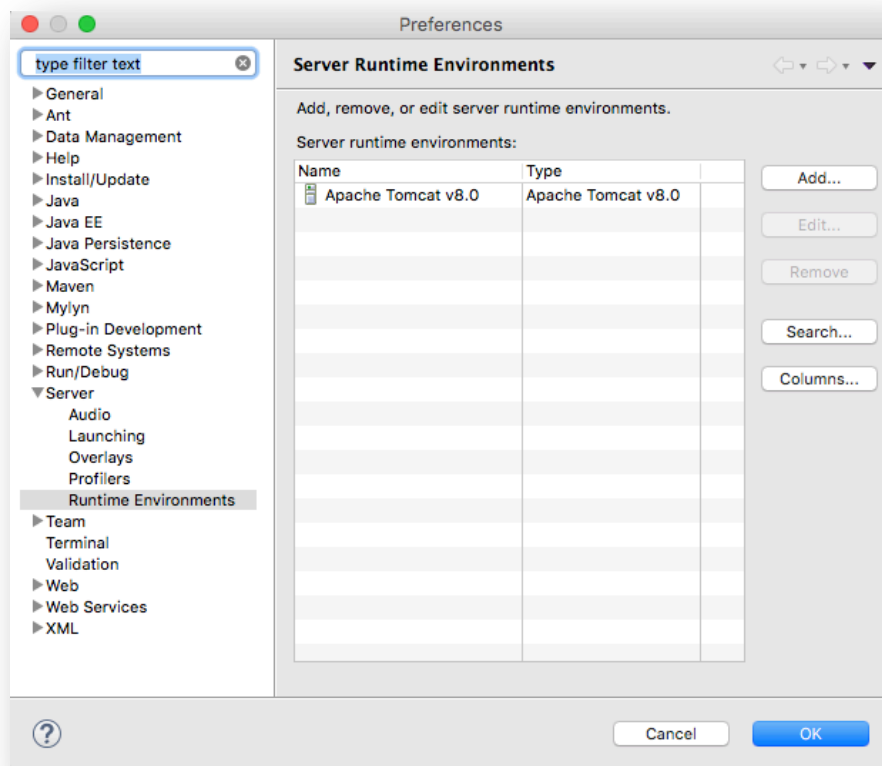 Preferences
type filter text
General
Ant
Data Management
Help
Install/Update
Java
Java EE
Java Persistence
JavaScript
Maven
Mylyn
Plug-in Development
Remote Systems
Run/Debug
Server
Audio
Launching
Overlays
Profilers
Runtime Environments
Team
Terminal
Validation
Web
Web Services
XML
Server Runtime Environments
Add, remove, or edit server runtime environments.
Server runtime environments:
Name Type
Apache Tomcat v8.0 Apache Tomcat v8.0
Add...
Edit...
Remove
Search...
Columns...
?
Cancel OK